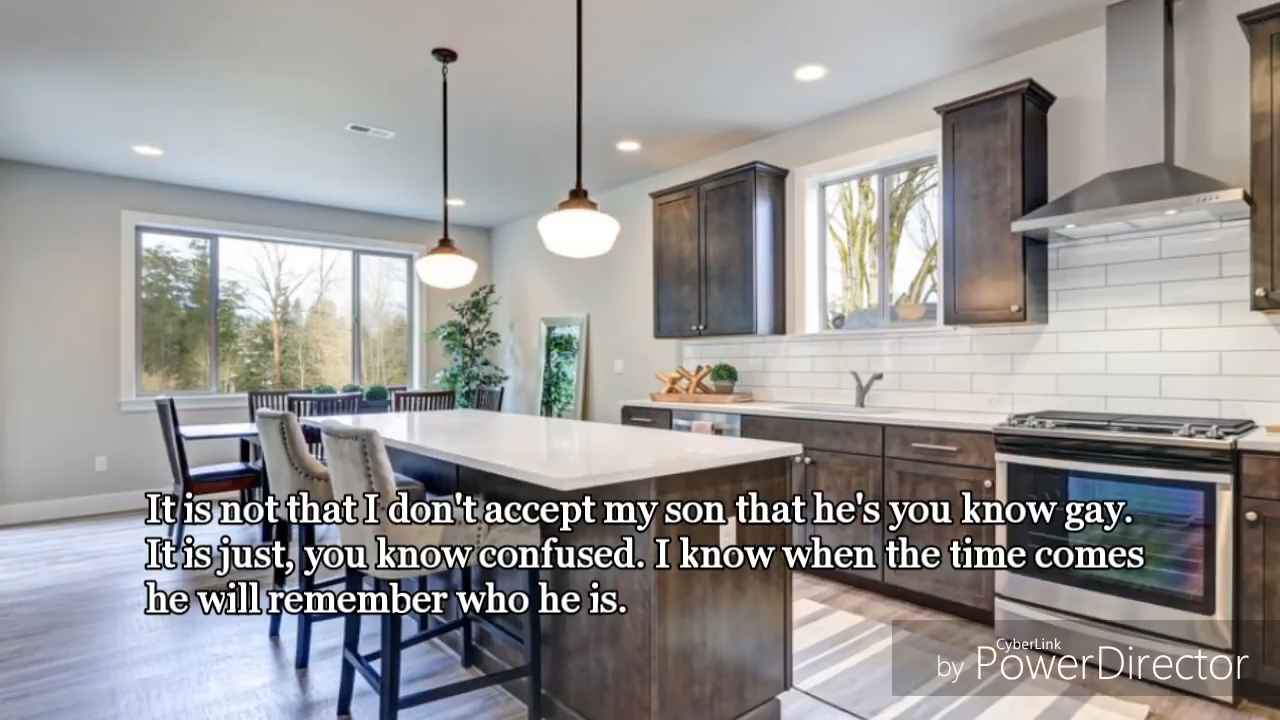 It is not that I don't accept my son that he's you know gay.
It is just, you know confused. I know when the time comes
he will remember who he is.
CyberLink
by PowerDirector